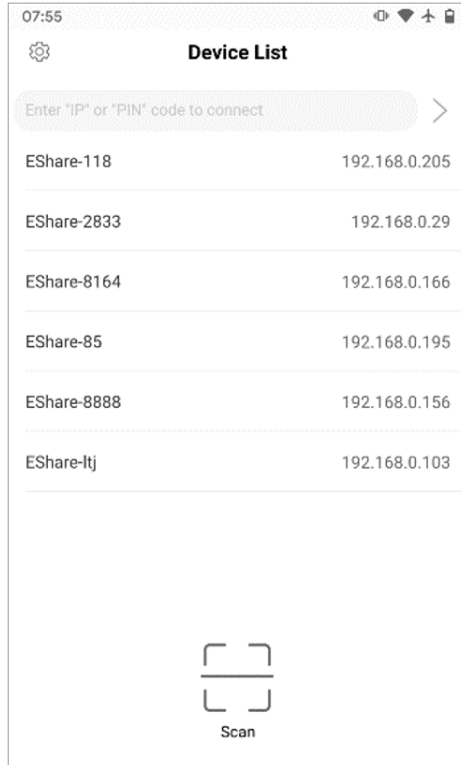 07:55
Device List
Enter "IP" or "PIN" code to connect
EShare-118 192.168.0.205
EShare-2833 192.168.0.29
EShare-8164 192.168.0.166
EShare-85 192.168.0.195
EShare-8888 192.168.0.156
EShare-ltj 192.168.0.103
Scan